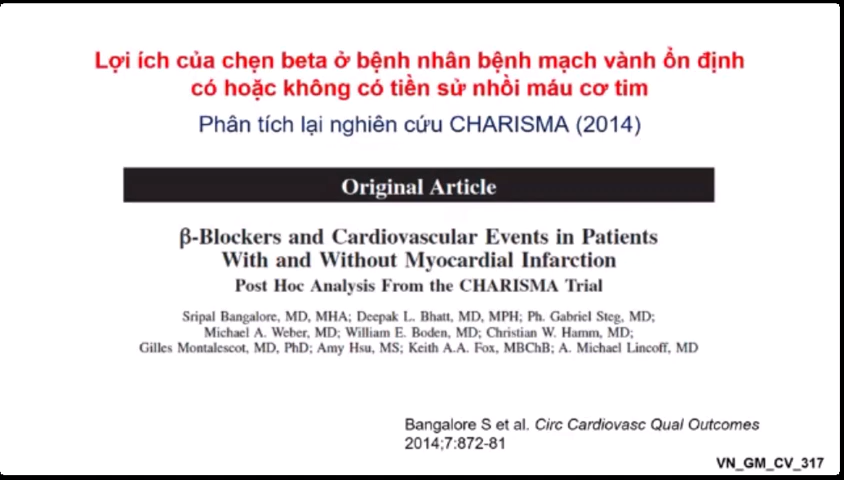 Lợi ích của chẹn beta ở bệnh nhân bệnh mạch vành ổn định
có hoặc không có tiền sử nhồi máu cơ tim
Phân tích lại nghiên cứu CHARISMA (2014)
Original Article
β-Blockers and Cardiovascular Events in Patients
With and Without Myocardial Infarction
Post Hoc Analysis From the CHARISMA Trial
Sripal Bangalore, MD, MHA; Deepak L. Bhatt, MD, MPH; Ph. Gabriel Steg, MD;
Michael A. Weber, MD; William E. Boden, MD; Christian W. Hamm, MD;
Gilles Montalescot, MD, PhD; Amy Hsu, MS; Keith A.A. Fox, MBChB; A. Michael Lincoff, MD
Bangalore S et al. Circ Cardiovasc Qual Outcomes
2014;7:872-81
VN_GM_CV_317